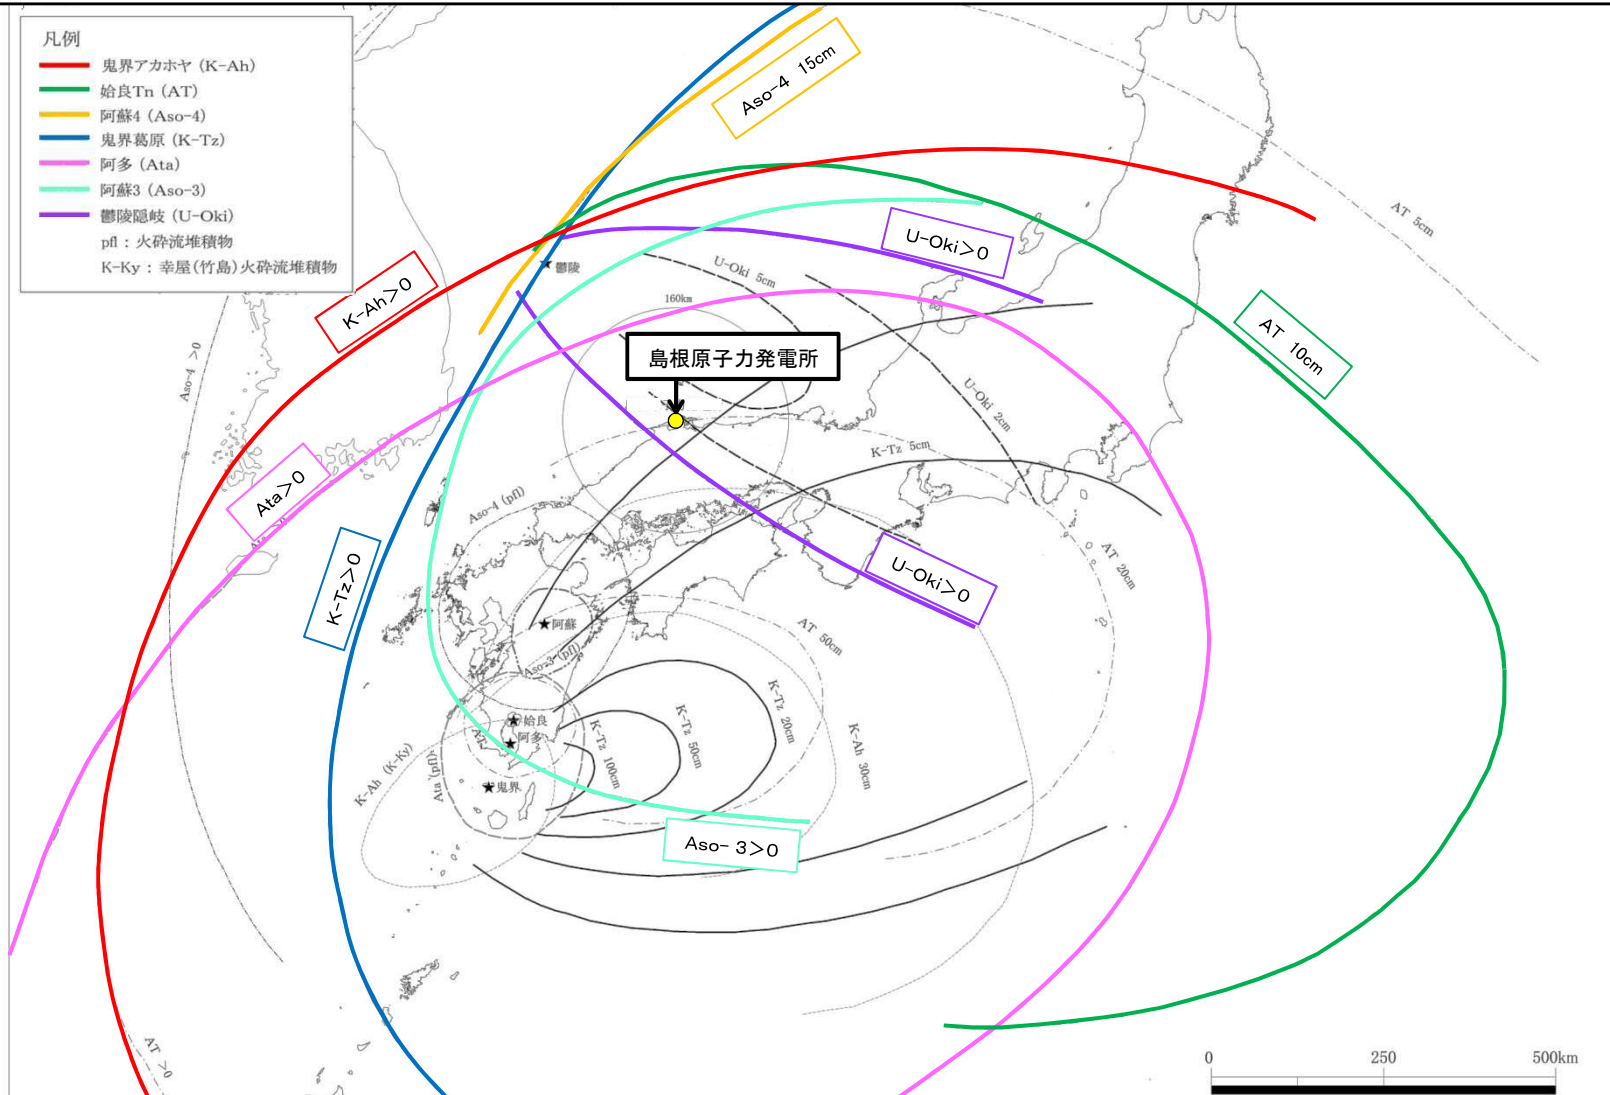 凡例
鬼界アカホヤ (K-Ah)
姶良Tn (AT)
阿蘇4 (Aso-4)
鬼界葛原 (K-Tz)
阿多 (Ata)
阿蘇3 (Aso-3)
鬱陵隠岐 (U-Oki)
pfl : 火砕流堆積物
K-Ky : 幸屋(竹島)火砕流堆積物
Aso-4 15cm
AT 5cm
U-Oki>0
鬱陵
U-Oki 5cm
160km
K-Ah>0
AT 10cm
Aso-4 >0
島根原子力発電所
U-Oki 2cm
K-Tz 5cm
Ata>0
Aso-4 (pfl)
K-Tz>0
AT 20cm
U-Oki>0
阿蘇
AT 50cm
Aso-3 (pfl)
K-Tz 20cm
K-Tz 50cm
K-Tz 100cm
K-Ah 30cm
姶良
阿多
AT
鬼界
K-Ah (K-Ky)
Ata (pfl)
Aso-3>0
AT >0
0 250 500km